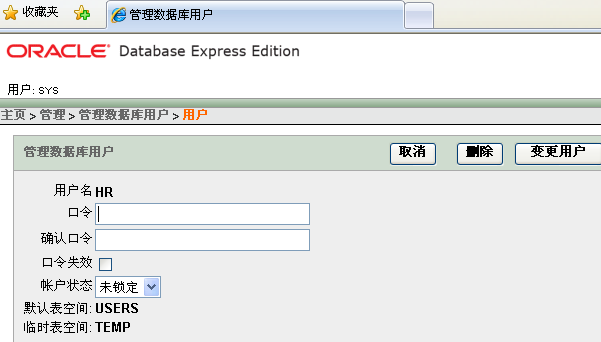 收藏夹
管理数据库用户
ORACLE Database Express Edition
用户: SYS
主页 > 管理 > 管理数据库用户 > 用户
管理数据库用户 取消 删除 变更用户
用户名 HR
口令
确认口令
口令失效
帐户状态 未锁定
默认表空间: USERS
临时表空间: TEMP